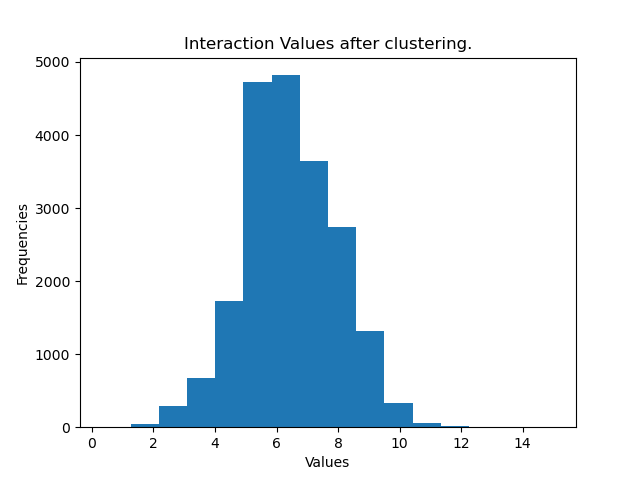 Interaction Values after clustering.
5000
4000
3000
2000
1000
0
Frequencies
0 2 4 6 8 10 12 14
Values